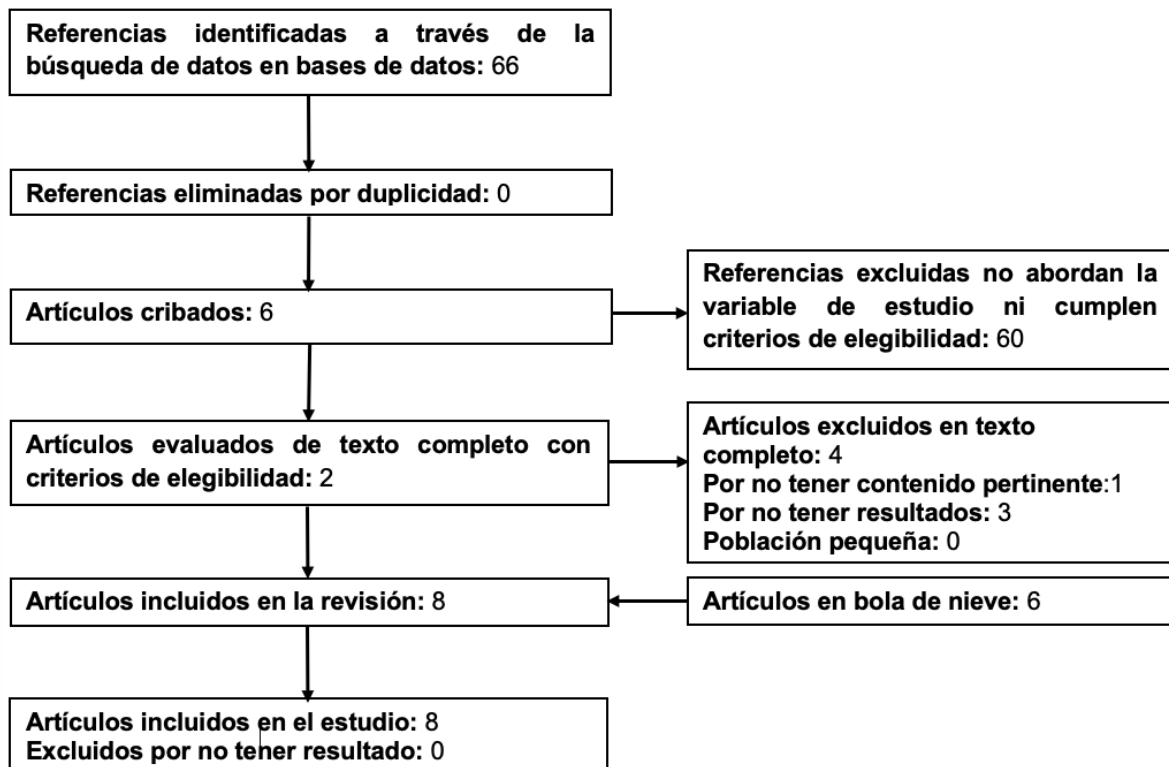 Referencias identificadas a través de la
búsqueda de datos en bases de datos: 66
Referencias eliminadas por duplicidad: 0
Artículos cribados: 6
Referencias excluidas no abordan la
variable de estudio ni cumplen
criterios de elegibilidad: 60
Artículos evaluados de texto completo con
criterios de elegibilidad: 2
Artículos excluidos en texto
completo: 4
Por no tener contenido pertinente:1
Por no tener resultados: 3
Población pequeña: 0
Artículos incluidos en la revisión: 8
Artículos en bola de nieve: 6
Artículos incluidos en el estudio: 8
Excluidos por no tener resultado: 0